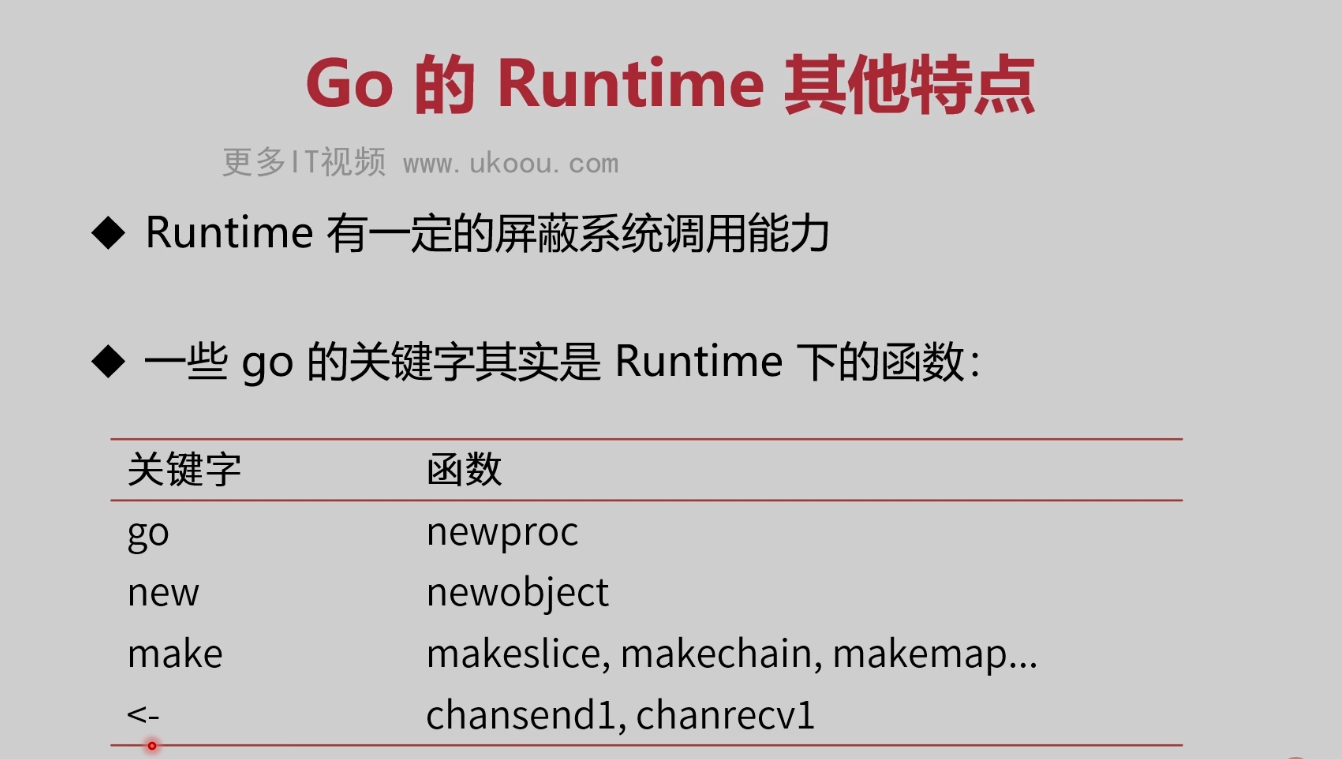 Go 的 Runtime 其他特点
更多IT视频 www.ukoou.com
◆ Runtime 有一定的屏蔽系统调用能力
◆ 一些 go 的关键字其实是 Runtime 下的函数：
关键字 函数
go newproc
new newobject
make makeslice, makechain, makemap...
<- chansend1, chanrecv1